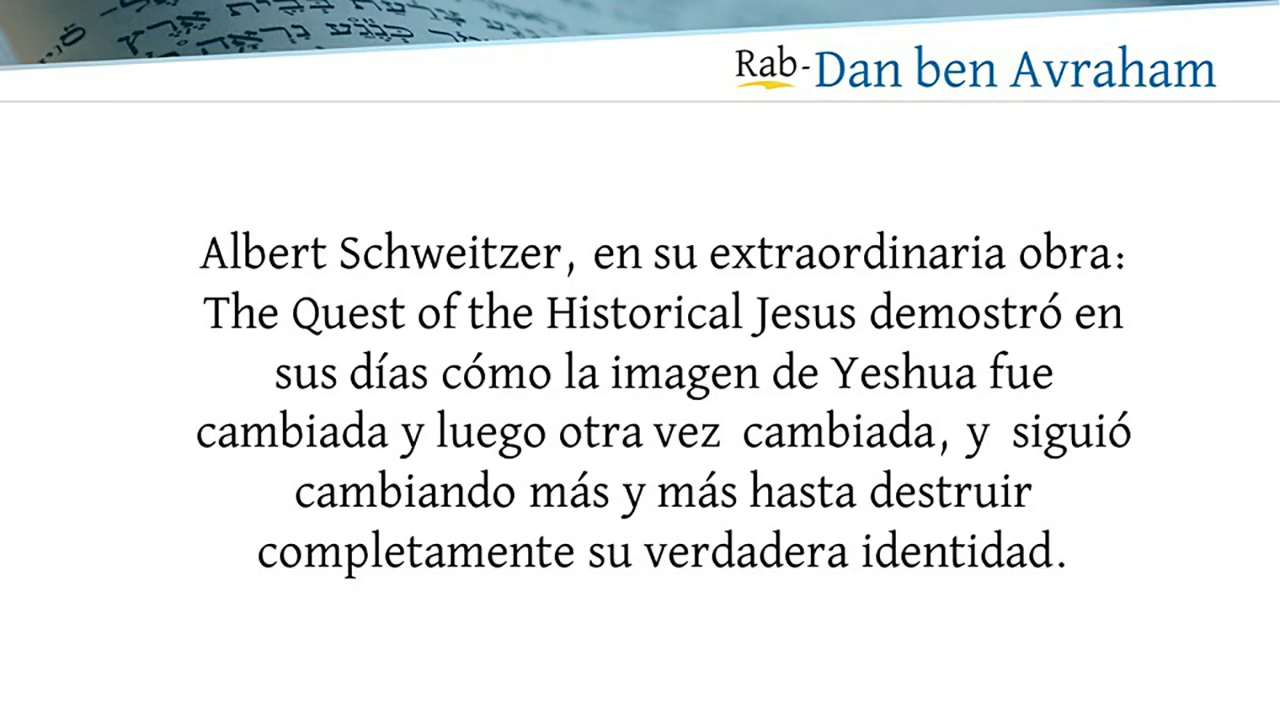 Rab-Dan ben Avraham
Albert Schweitzer, en su extraordinaria obra:
The Quest of the Historical Jesus demostró en
sus días cómo la imagen de Yeshua fue
cambiada y luego otra vez cambiada, y siguió
cambiando más y más hasta destruir
completamente su verdadera identidad.